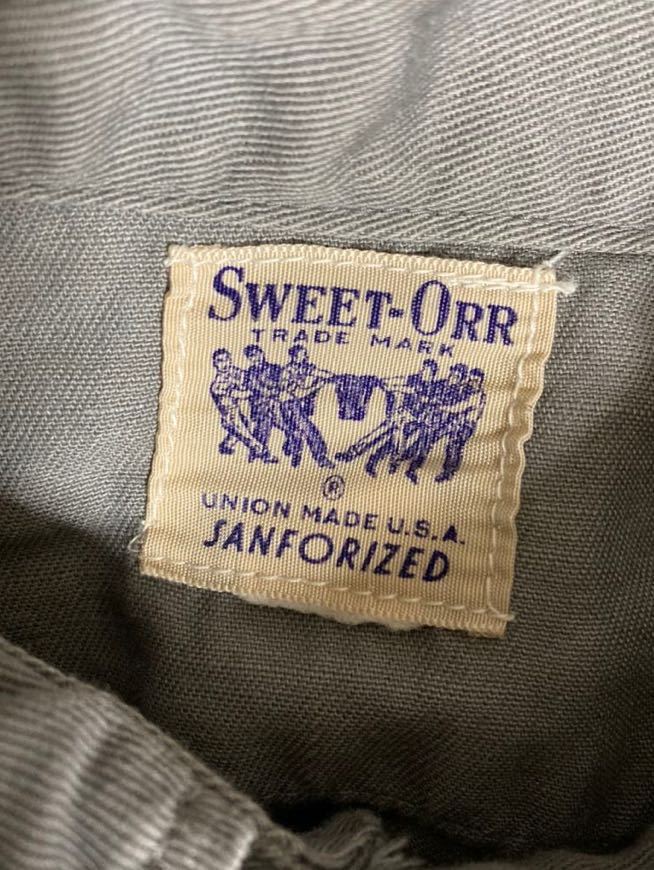 SWEET-ORR
TRADE MARK
®
UNION MADE U.S.A.
SANFORIZED